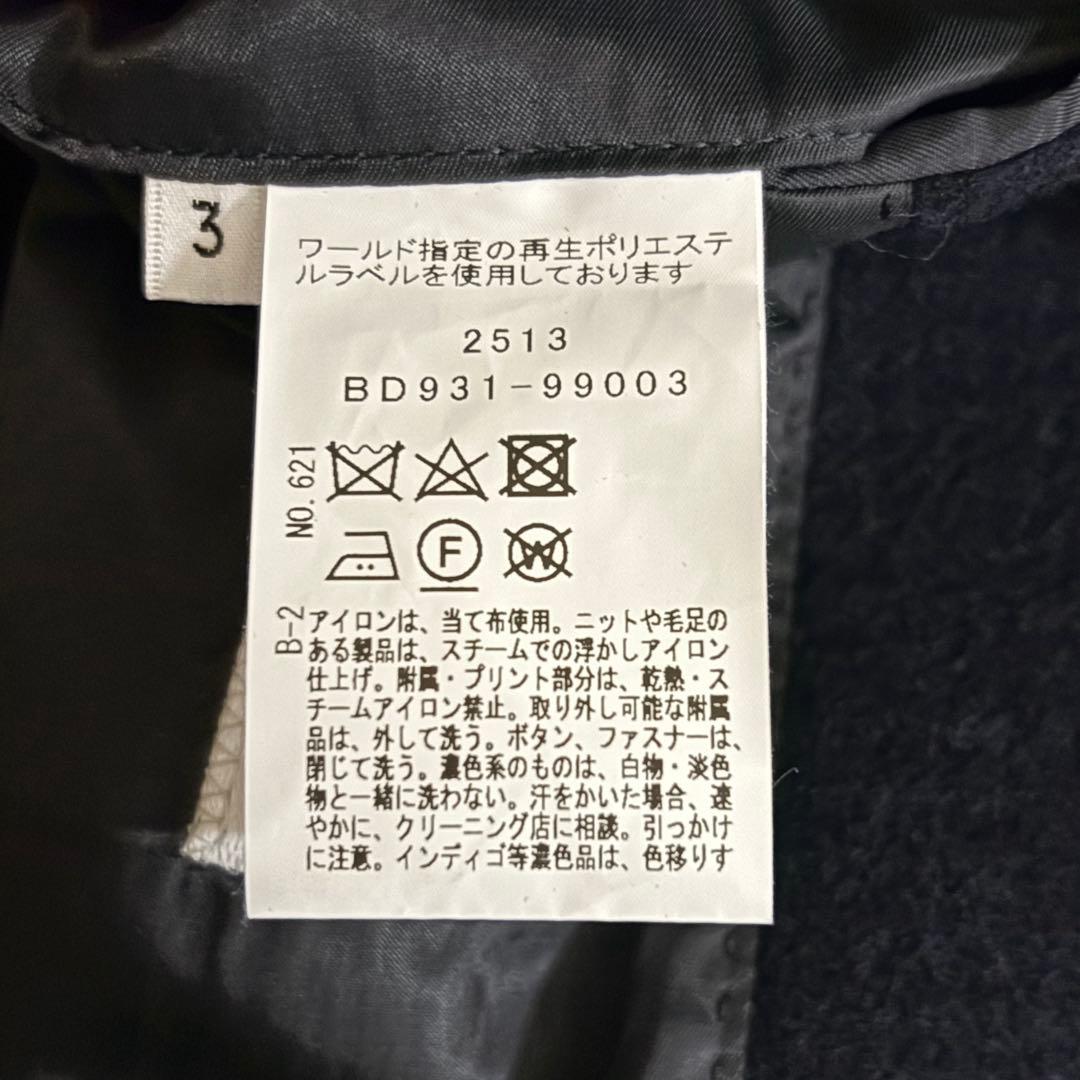 3
ワールド指定の再生ポリエステ
ルラベルを使用しております
2513
BD931-99003
NO.621
F
W
B-2
アイロンは、当て布使用。ニットや毛足の
ある製品は、スチームでの浮かしアイロン
仕上げ。附属・プリント部分は、乾熱・ス
チームアイロン禁止。取り外し可能な附属
品は、外して洗う。ボタン、ファスナーは、
閉じて洗う。濃色系のものは、白物・淡色
物と一緒に洗わない。汗をかいた場合、速
やかに、クリーニング店に相談。引っかけ
に注意。インディゴ等濃色品は、色移りす